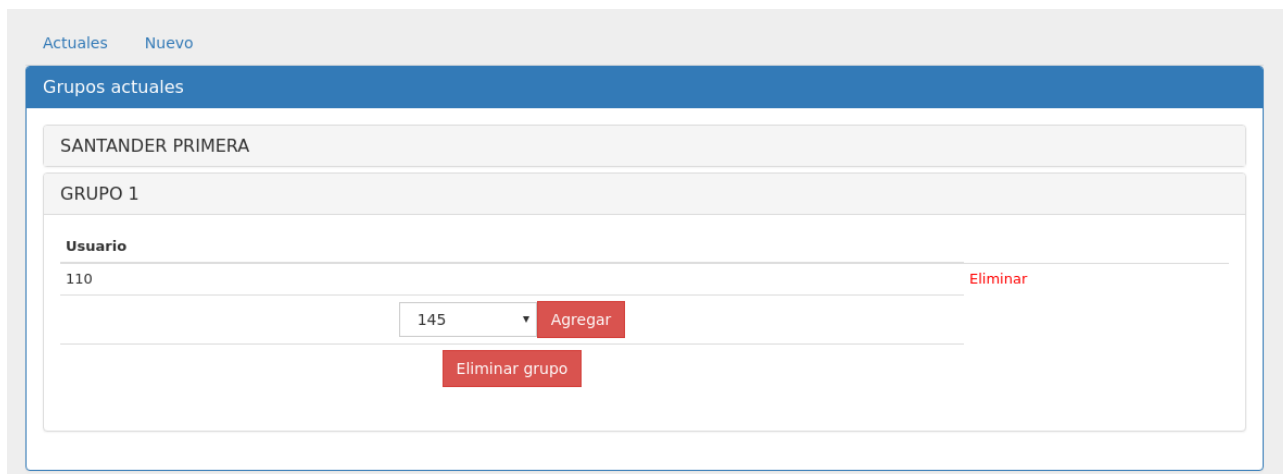 Actuales Nuevo
Grupos actuales
SANTANDER PRIMERA
GRUPO 1
Usuario
110 Eliminar
145 Agregar
Eliminar grupo